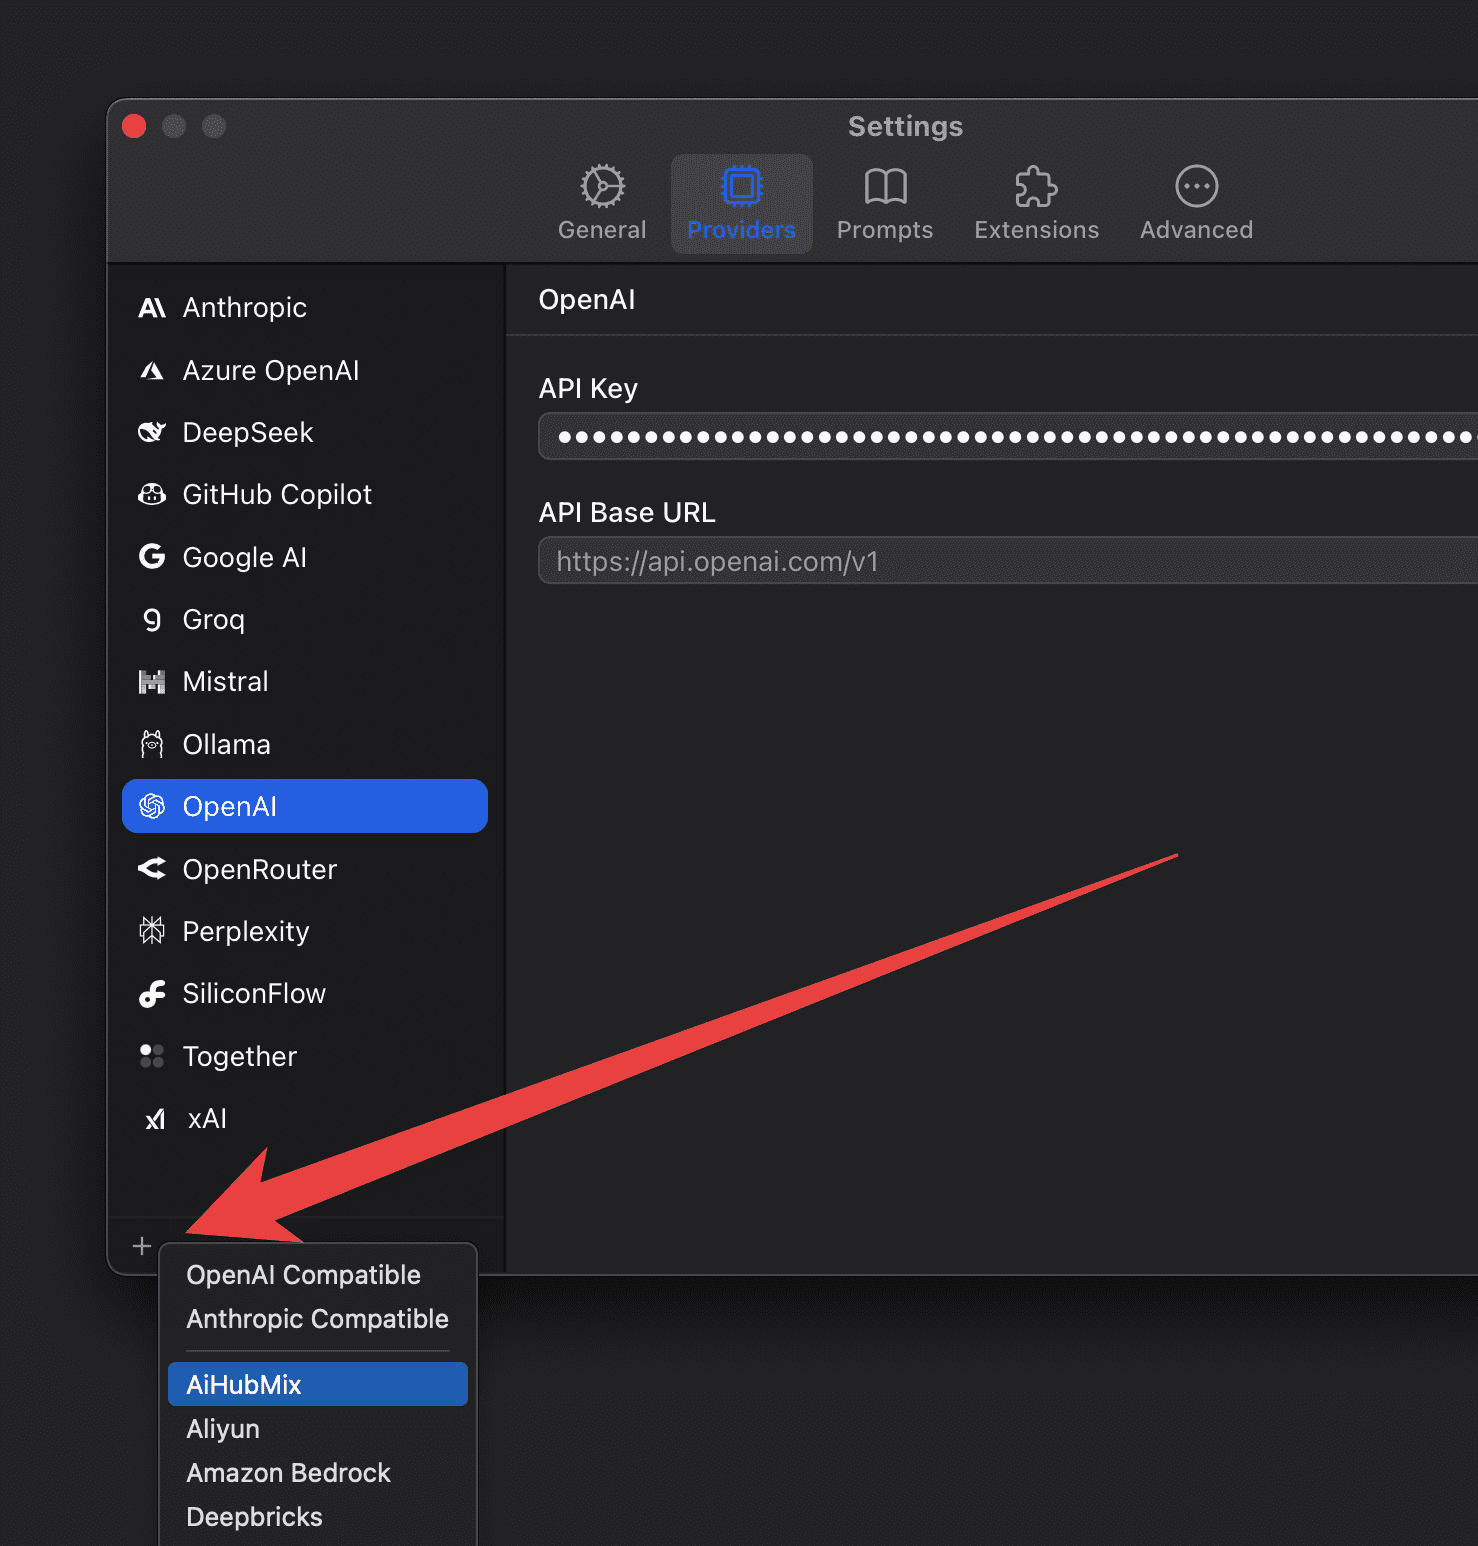 Settings
General
Providers
Prompts
Extensions
Advanced
Anthropic
Azure OpenAI
DeepSeek
GitHub Copilot
Google AI
Groq
Mistral
Ollama
OpenAI
OpenRouter
Perplexity
SiliconFlow
Together
xAI
OpenAI
API Key
API Base URL
https://api.openai.com/v1
OpenAI Compatible
Anthropic Compatible
AiHubMix
Aliyun
Amazon Bedrock
Deepbricks